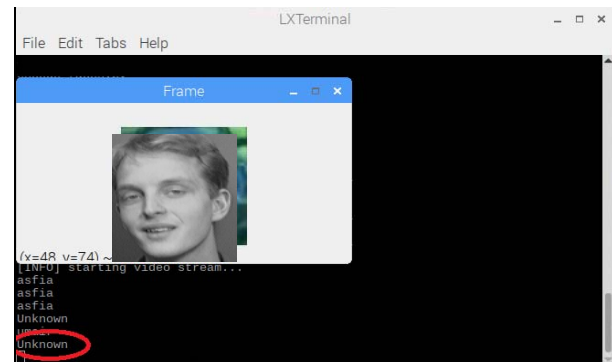 LXTerminal
File Edit Tabs Help
Frame
(x=48, y=74) ~
[INFO] starting video stream...
asfia
asfia
asfia
Unknown
Unknown